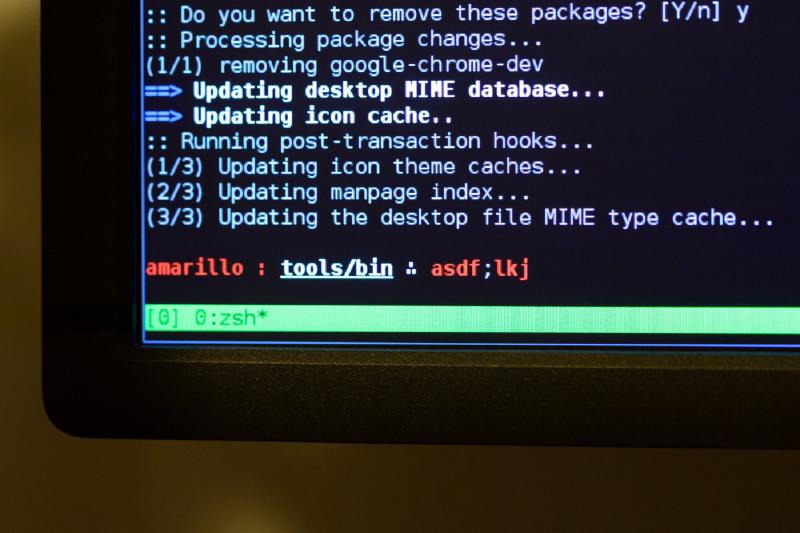 :: Do you want to remove these packages? [Y/n] y
:: Processing package changes...
(1/1) removing google-chrome-dev
==> Updating desktop MIME database...
==> Updating icon cache..
:: Running post-transaction hooks...
(1/3) Updating icon theme caches...
(2/3) Updating manpage index...
(3/3) Updating the desktop file MIME type cache...
amarillo : tools/bin ∴ asdf;lkj
[0] 0:zsh*